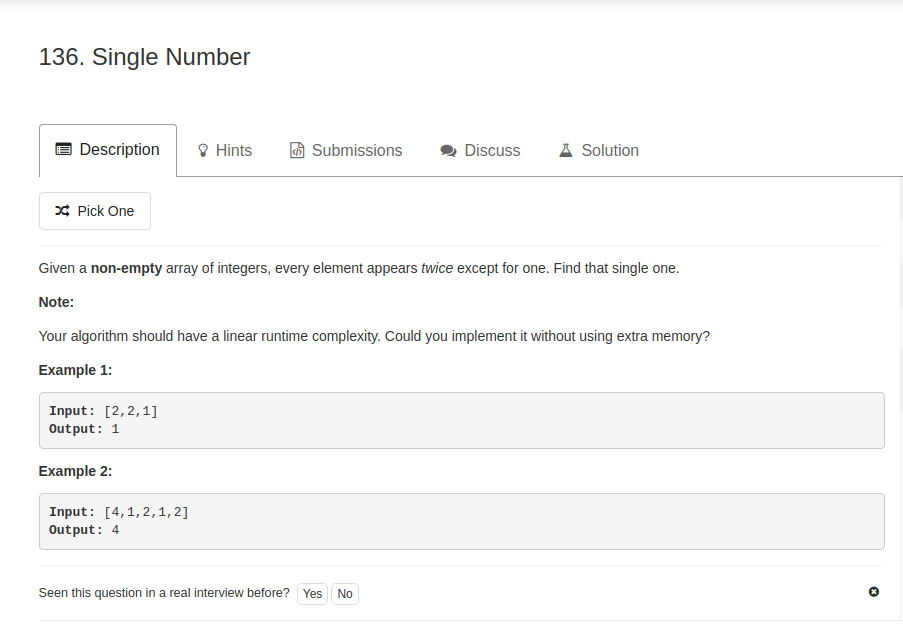 136. Single Number
Description Hints Submissions Discuss Solution
Pick One
Given a non-empty array of integers, every element appears twice except for one. Find that single one.
Note:
Your algorithm should have a linear runtime complexity. Could you implement it without using extra memory?
Example 1:
Input: [2,2,1]
Output: 1
Example 2:
Input: [4,1,2,1,2]
Output: 4
Seen this question in a real interview before? Yes No